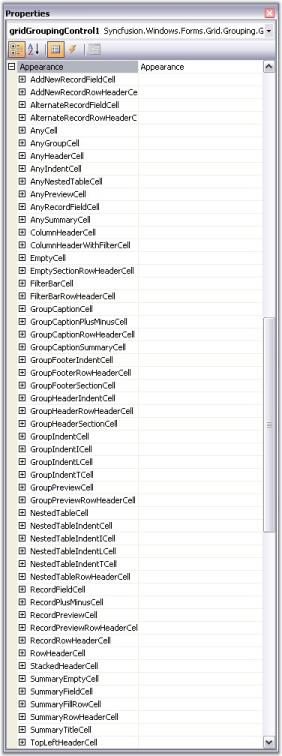 Properties
gridGroupingControl1 Syncfusion.Windows.Forms.Grid.Grouping.G
Appearance Appearance
AddNewRecordFieldCell
AddNewRecordRowHeaderCe
AlternateRecordFieldCell
AlternateRecordRowHeaderC
AnyCell
AnyGroupCell
AnyHeaderCell
AnyIndentCell
AnyNestedTableCell
AnyPreviewCell
AnyRecordFieldCell
AnySummaryCell
ColumnHeaderCell
ColumnHeaderWithFilterCell
EmptyCell
EmptySectionRowHeaderCell
FilterBarCell
FilterBarRowHeaderCell
GroupCaptionCell
GroupCaptionPlusMinusCell
GroupCaptionRowHeaderCell
GroupCaptionSummaryCell
GroupFooterIndentCell
GroupFooterRowHeaderCell
GroupFooterSectionCell
GroupHeaderIndentCell
GroupHeaderRowHeaderCell
GroupHeaderSectionCell
GroupIndentCell
GroupIndentICell
GroupIndentLCell
GroupIndentTCell
GroupPreviewCell
GroupPreviewRowHeaderCell
NestedTableCell
NestedTableIndentCell
NestedTableIndentICell
NestedTableIndentLCell
NestedTableIndentTCell
NestedTableRowHeaderCell
RecordFieldCell
RecordPlusMinusCell
RecordPreviewCell
RecordPreviewRowHeaderCel
RecordRowHeaderCell
RowHeaderCell
StackedHeaderCell
SummaryEmptyCell
SummaryFieldCell
SummaryFillRowCell
SummaryRowHeaderCell
SummaryTitleCell
TopLeftHeaderCell